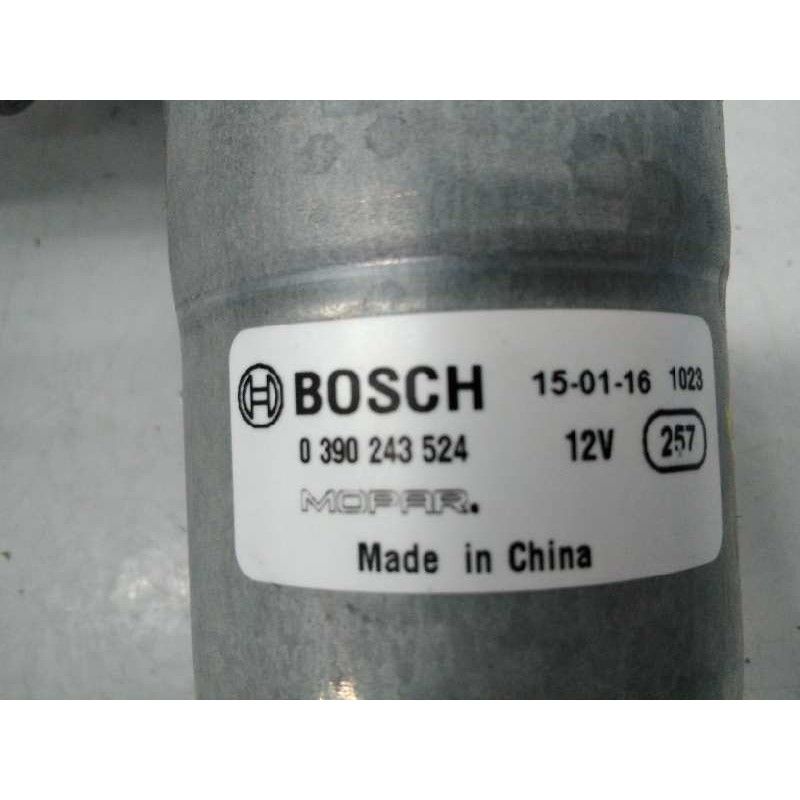 BOSCH 15-01-16 1023
0 390 243 524 12V 257
MOPAR.
Made in China